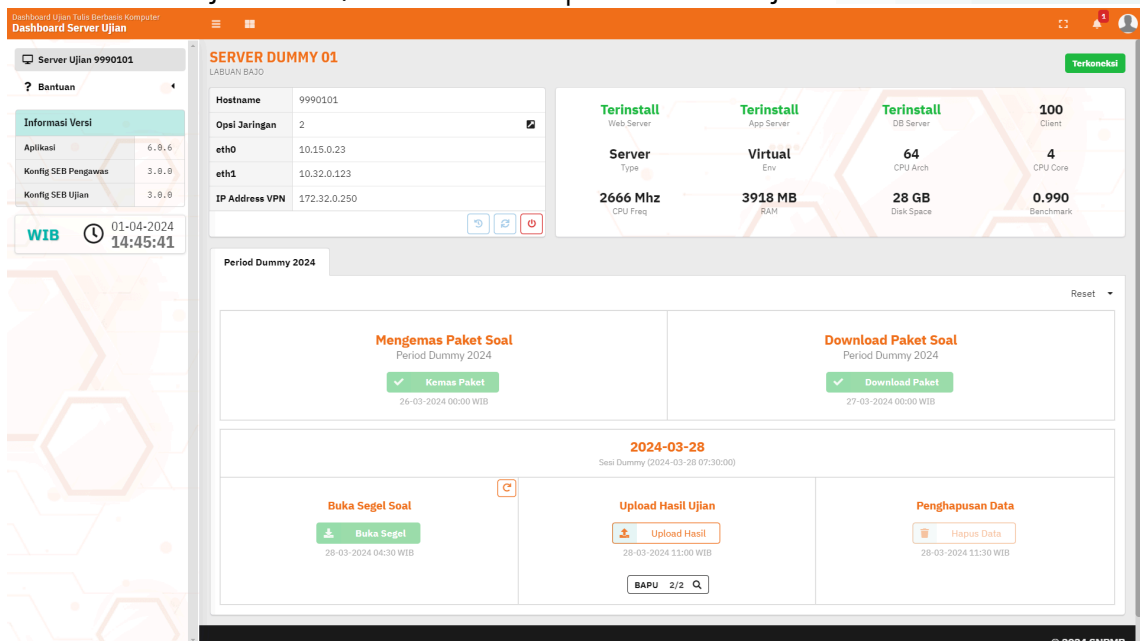 Dashboard Ujian Tulis Berbasis Komputer
Dashboard Server Ujian
1
Server Ujian 9990101
? Bantuan
Informasi Versi
Aplikasi 6.0.6
Konfig SEB Pengawas 3.0.0
Konfig SEB Ujian 3.0.0
WIB 01-04-2024
14:45:41
SERVER DUMMY 01
LABUAN BAJO
Terkoneksi
Hostname 9990101
Opsi Jaringan 2
eth0 10.15.0.23
eth1 10.32.0.123
IP Address VPN 172.32.0.250
Terinstall Terinstall Terinstall 100
Web Server App Server DB Server Client
Server Virtual 64 4
Type Env CPU Arch CPU Core
2666 Mhz 3918 MB 28 GB 0.990
CPU Freq RAM Disk Space Benchmark
Period Dummy 2024
Reset
Mengemas Paket Soal
Period Dummy 2024
Kemas Paket
26-03-2024 00:00 WIB
Download Paket Soal
Period Dummy 2024
Download Paket
27-03-2024 00:00 WIB
2024-03-28
Sesi Dummy (2024-03-28 07:30:00)
Buka Segel Soal
Buka Segel
28-03-2024 04:30 WIB
Upload Hasil Ujian
Upload Hasil
28-03-2024 11:00 WIB
BAPU 2/2
Penghapusan Data
Hapus Data
28-03-2024 11:30 WIB
© 2024 SNPMB